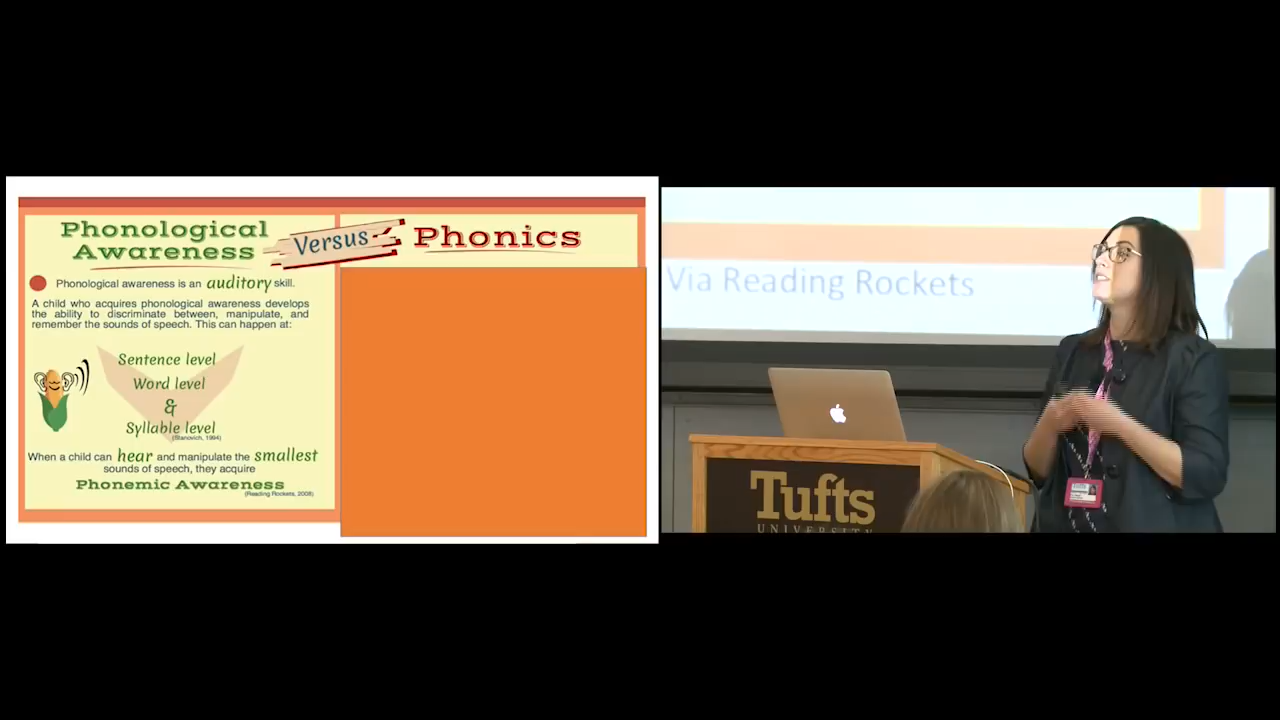 Phonological
Awareness
Versus
Phonics
Phonological awareness is an auditory skill.
A child who acquires phonological awareness develops
the ability to discriminate between, manipulate, and
remember the sounds of speech. This can happen at:
Sentence level
Word level
&
Syllable level
(Stanovich, 1994)
When a child can hear and manipulate the smallest
sounds of speech, they acquire
Phonemic Awareness
(Reading Rockets, 2008)
Via Reading Rockets
Tufts
UNIVERSITY